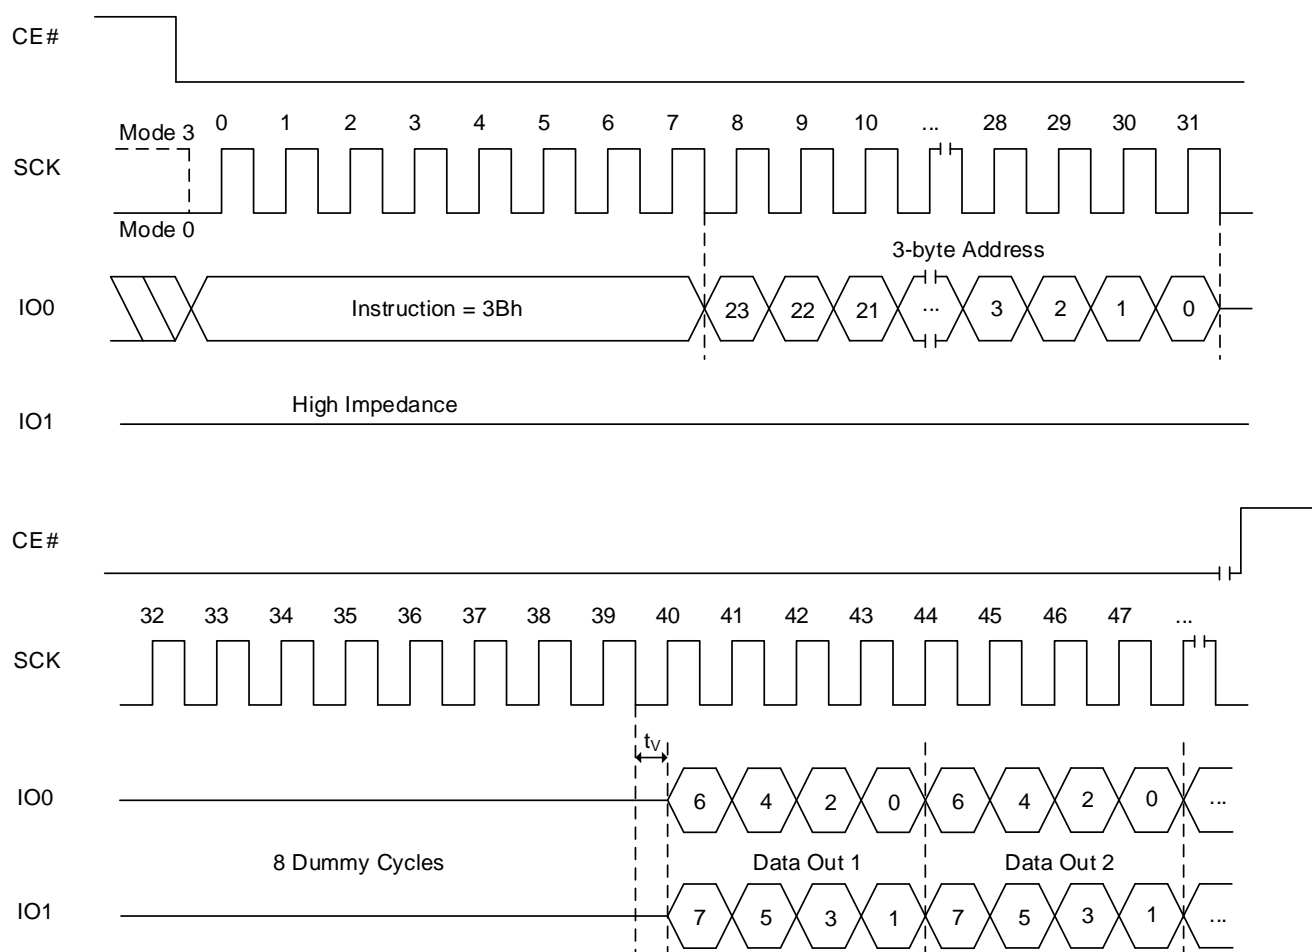 CE#
Mode 3 0 1 2 3 4 5 6 7 8 9 10 ... 28 29 30 31
SCK
Mode 0
3-byte Address
IO0 Instruction = 3Bh 23 22 21 ... 3 2 1 0
High Impedance
IO1
CE#
32 33 34 35 36 37 38 39 40 41 42 43 44 45 46 47 ...
SCK
tV
IO0 6 4 2 0 6 4 2 0 ...
8 Dummy Cycles Data Out 1 Data Out 2
IO1 7 5 3 1 7 5 3 1 ...